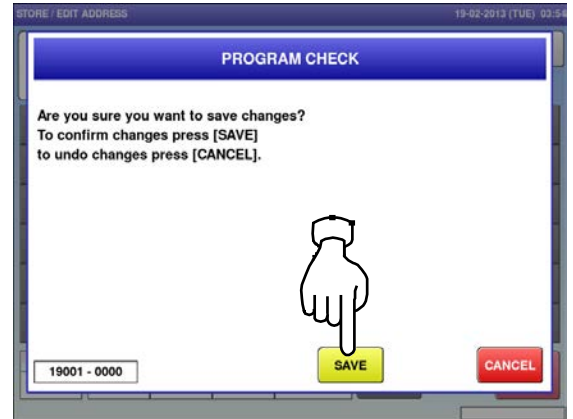 STORE / EDIT ADDRESS 19-02-2013 (TUE) 03:54
PROGRAM CHECK
Are you sure you want to save changes?
To confirm changes press [SAVE]
to undo changes press [CANCEL].
19001 - 0000 SAVE CANCEL